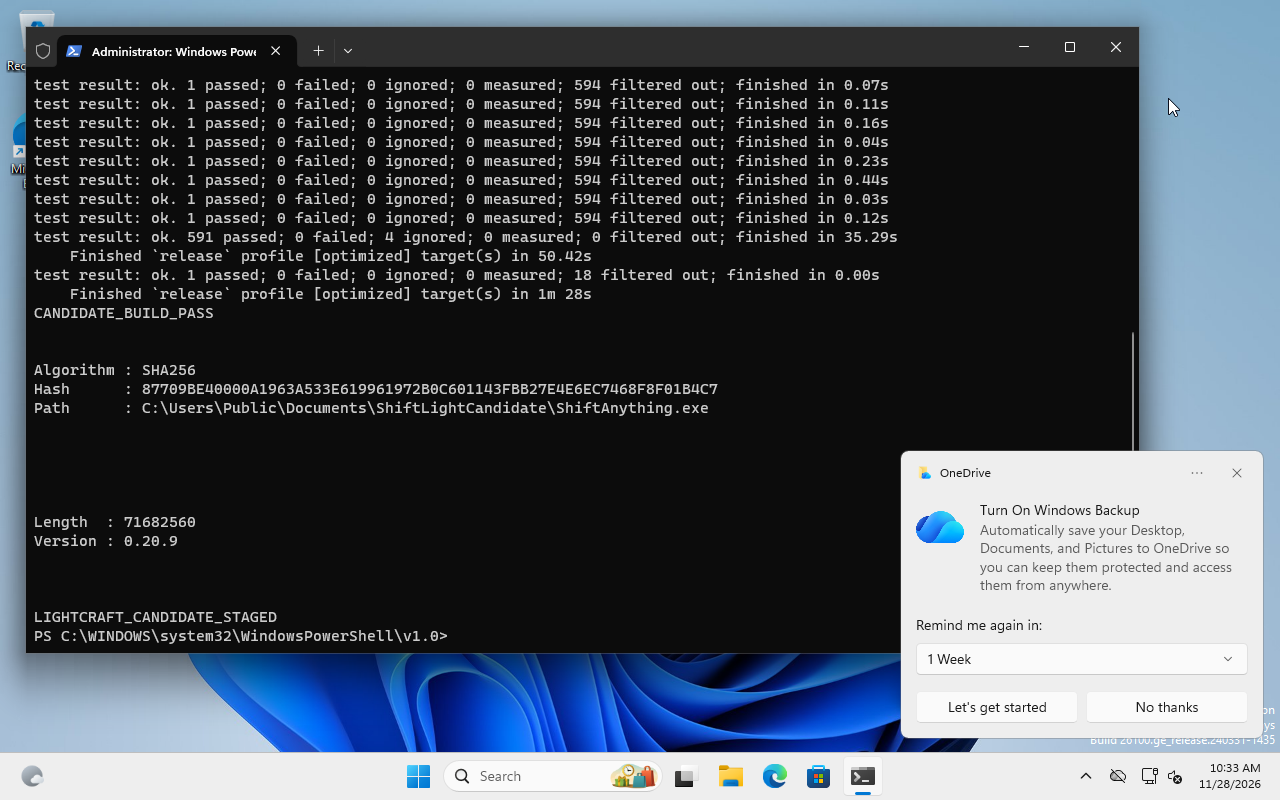 Administrator: Windows Powe
test result: ok. 1 passed; 0 failed; 0 ignored; 0 measured; 594 filtered out; finished in 0.07s
test result: ok. 1 passed; 0 failed; 0 ignored; 0 measured; 594 filtered out; finished in 0.11s
test result: ok. 1 passed; 0 failed; 0 ignored; 0 measured; 594 filtered out; finished in 0.16s
test result: ok. 1 passed; 0 failed; 0 ignored; 0 measured; 594 filtered out; finished in 0.04s
test result: ok. 1 passed; 0 failed; 0 ignored; 0 measured; 594 filtered out; finished in 0.23s
test result: ok. 1 passed; 0 failed; 0 ignored; 0 measured; 594 filtered out; finished in 0.44s
test result: ok. 1 passed; 0 failed; 0 ignored; 0 measured; 594 filtered out; finished in 0.03s
test result: ok. 1 passed; 0 failed; 0 ignored; 0 measured; 594 filtered out; finished in 0.12s
test result: ok. 591 passed; 0 failed; 4 ignored; 0 measured; 0 filtered out; finished in 35.29s
Finished `release` profile [optimized] target(s) in 50.42s
test result: ok. 1 passed; 0 failed; 0 ignored; 0 measured; 18 filtered out; finished in 0.00s
Finished `release` profile [optimized] target(s) in 1m 28s
CANDIDATE_BUILD_PASS
Algorithm : SHA256
Hash : 87709BE40000A1963A533E619961972B0C601143FBB27E4E6EC7468F8F01B4C7
Path : C:\Users\Public\Documents\ShiftLightCandidate\ShiftAnything.exe
Length : 71682560
Version : 0.20.9
LIGHTCRAFT_CANDIDATE_STAGED
PS C:\WINDOWS\system32\WindowsPowerShell\v1.0>
OneDrive
Turn On Windows Backup
Automatically save your Desktop,
Documents, and Pictures to OneDrive so
you can keep them protected and access
them from anywhere.
Remind me again in:
1 Week
Let's get started
No thanks
Build 26100.ge_release.240331-1435
Search
10:33 AM
11/28/2026